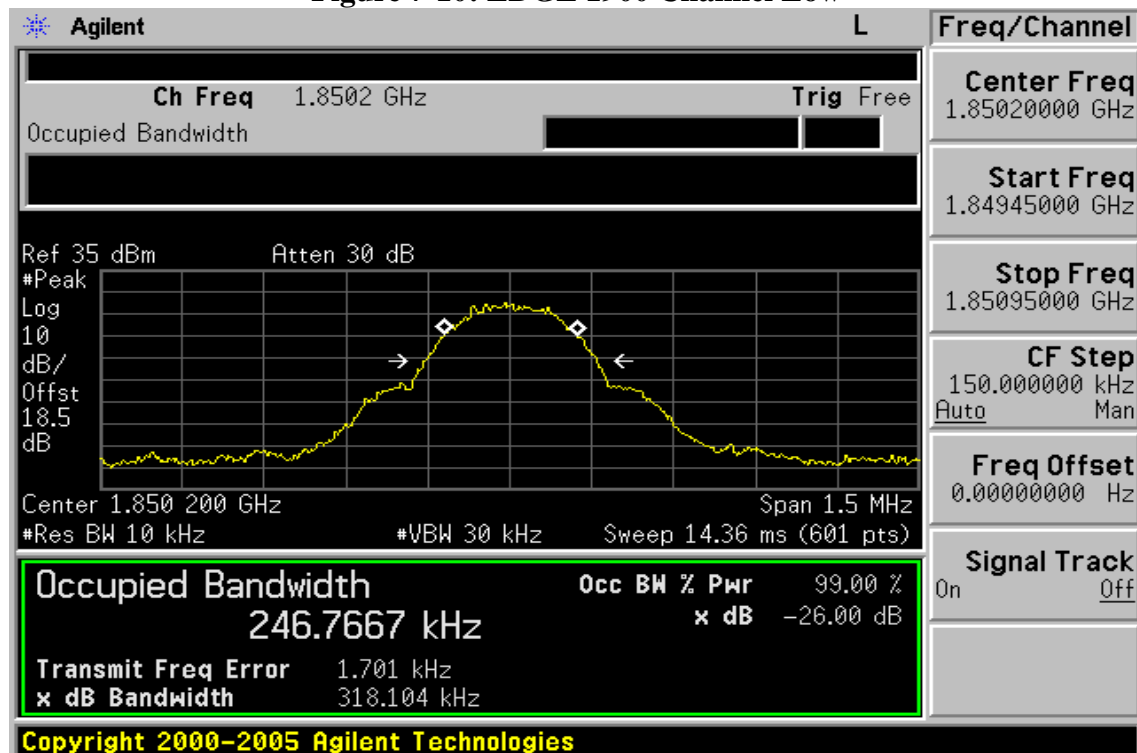 Agilent L Freq/Channel
Ch Freq 1.8502 GHz Trig Free
Occupied Bandwidth
Center Freq
1.85020000 GHz
Start Freq
1.84945000 GHz
Stop Freq
1.85095000 GHz
CF Step
150.000000 kHz
Auto Man
Freq Offset
0.00000000 Hz
Signal Track
On Off
Ref 35 dBm Atten 30 dB
#Peak
Log
10
dB/
Offst
18.5
dB
Center 1.850 200 GHz Span 1.5 MHz
#Res BW 10 kHz #VBW 30 kHz Sweep 14.36 ms (601 pts)
Occupied Bandwidth Occ BW % Pwr 99.00 %
246.7667 kHz x dB -26.00 dB
Transmit Freq Error 1.701 kHz
x dB Bandwidth 318.104 kHz
Copyright 2000-2005 Agilent Technologies